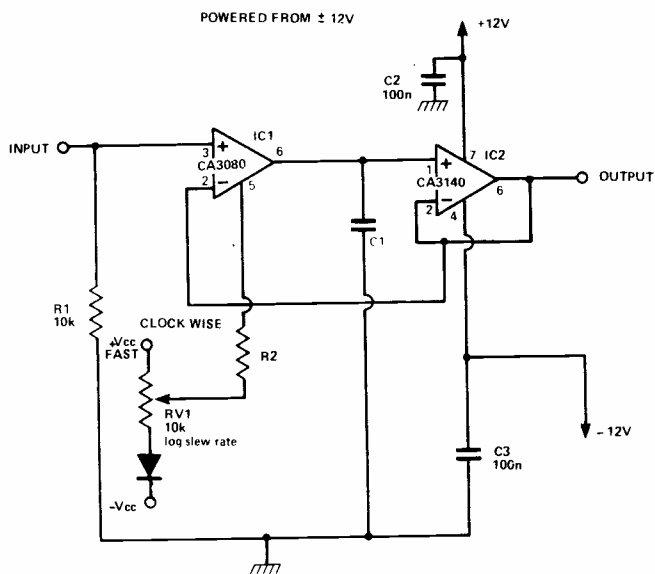 POWERED FROM ± 12V
+12V
C2
100n
IC1
IC2
INPUT
3
+
CA3080
6
2
−
5
1
+
7
CA3140
6
2
−
4
OUTPUT
C1
R1
10k
CLOCK WISE
+Vcc
FAST
R2
RV1
10k
log slew rate
−Vcc
−12V
C3
100n